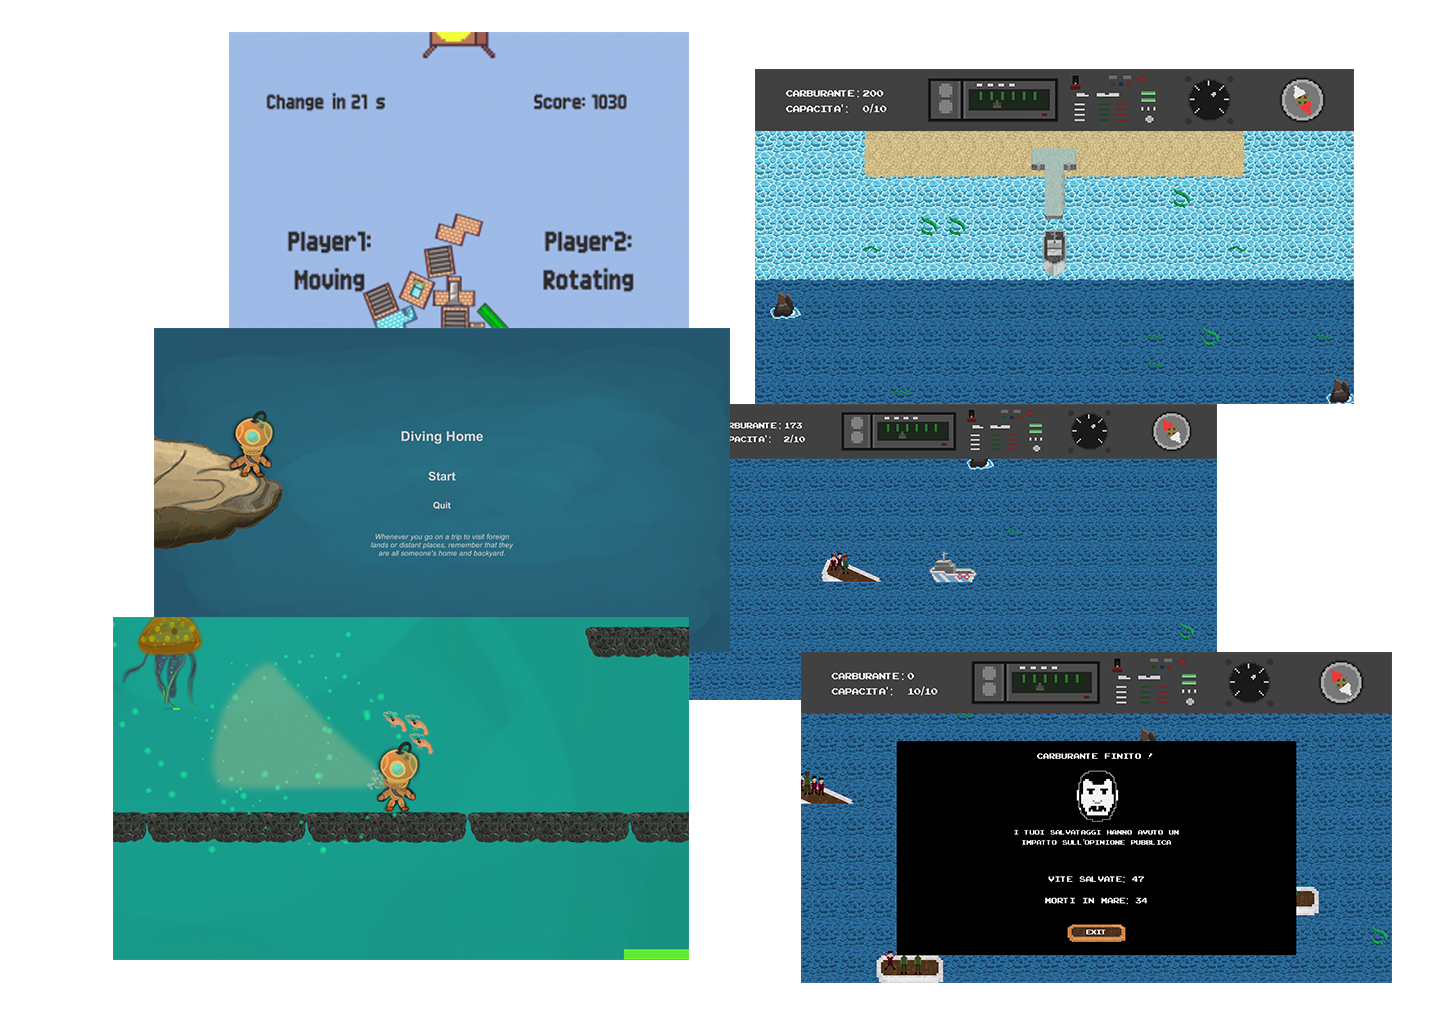 Change in 21 s
Score: 1030
Player1:
Moving
Player2:
Rotating
CARBURANTE: 200
CAPACITA': 0/10
Diving Home
Start
Quit
Whenever you go on a trip to visit foreign
lands or distant places, remember that they
are all someone's home and backyard.
RBURANTE: 173
PACITA': 2/10
CARBURANTE: 0
CAPACITA': 10/10
CARBURANTE FINITO !
I TUOI SALVATAGGI HANNO AVUTO UN
IMPATTO SULL'OPINIONE PUBBLICA
VITE SALVATE: 47
MORTI IN MARE: 34
EXIT